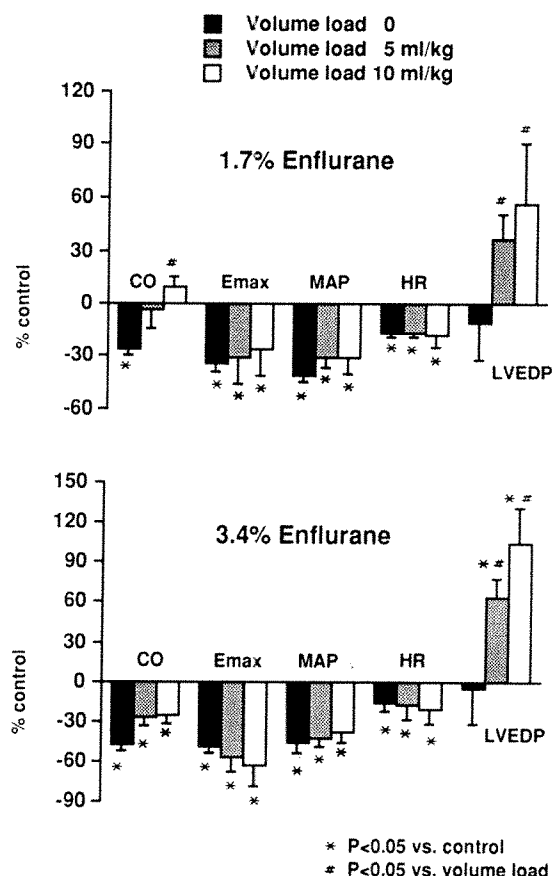 Volume load 0
Volume load 5 ml/kg
Volume load 10 ml/kg
120
90
60
30
0
-30
-60
% control
1.7% Enflurane
CO
Emax
MAP
HR
LVEDP
#
#
#
*
*
*
*
*
*
*
*
*
*
150
120
90
60
30
0
-30
-60
-90
% control
3.4% Enflurane
CO
Emax
MAP
HR
LVEDP
* #
* #
*
*
*
*
*
*
*
*
*
*
*
*
* P<0.05 vs. control
# P<0.05 vs. volume load